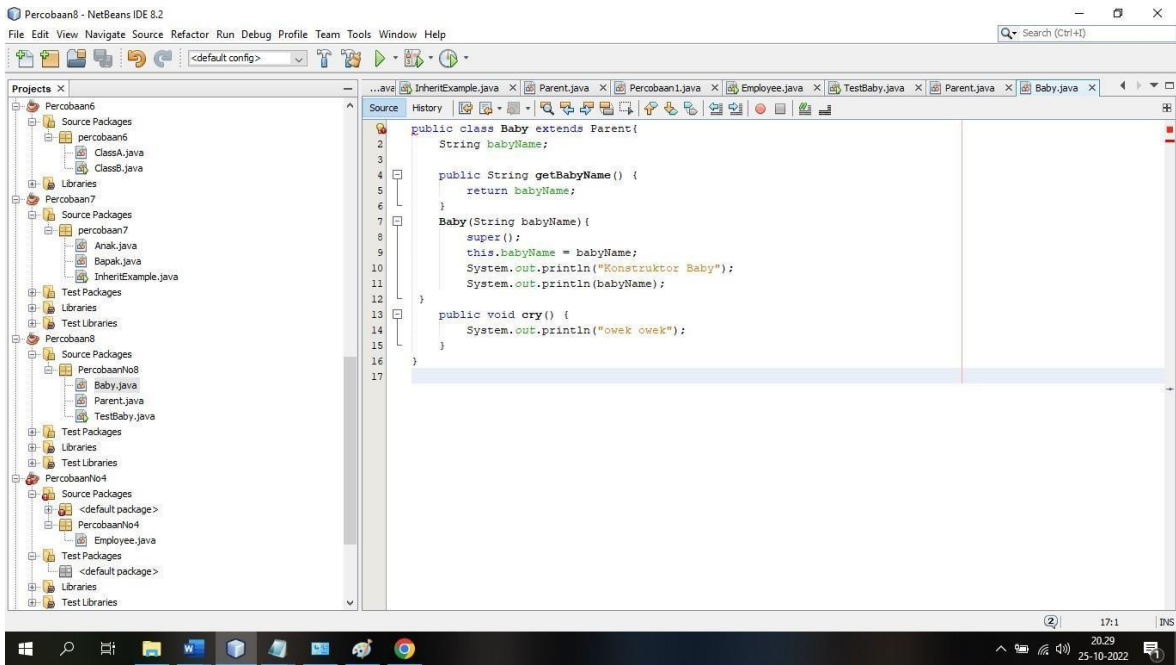 Percobaan8 - NetBeans IDE 8.2
File Edit View Navigate Source Refactor Run Debug Profile Team Tools Window Help
Search (Ctrl+I)
<default config>
Projects
...ava InheritExample.java Parent.java Percobaan1.java Employee.java TestBaby.java Parent.java Baby.java
Source History
Percobaan6
Source Packages
percobaan6
ClassA.java
ClassB.java
Libraries
Percobaan7
Source Packages
percobaan7
Anak.java
Bapak.java
InheritExample.java
Test Packages
Libraries
Test Libraries
Percobaan8
Source Packages
PercobaanNo8
Baby.java
Parent.java
TestBaby.java
Test Packages
Libraries
Test Libraries
PercobaanNo4
Source Packages
<default package>
PercobaanNo4
Employee.java
Test Packages
<default package>
Libraries
Test Libraries
public class Baby extends Parent{
2 String babyName;
3
4 public String getBabyName() {
5 return babyName;
6 }
7 Baby(String babyName){
8 super();
9 this.babyName = babyName;
10 System.out.println("Konstruktor Baby");
11 System.out.println(babyName);
12 }
13 public void cry() {
14 System.out.println("owek owek");
15 }
16 }
17
2 17:1 INS
20.29
25-10-2022